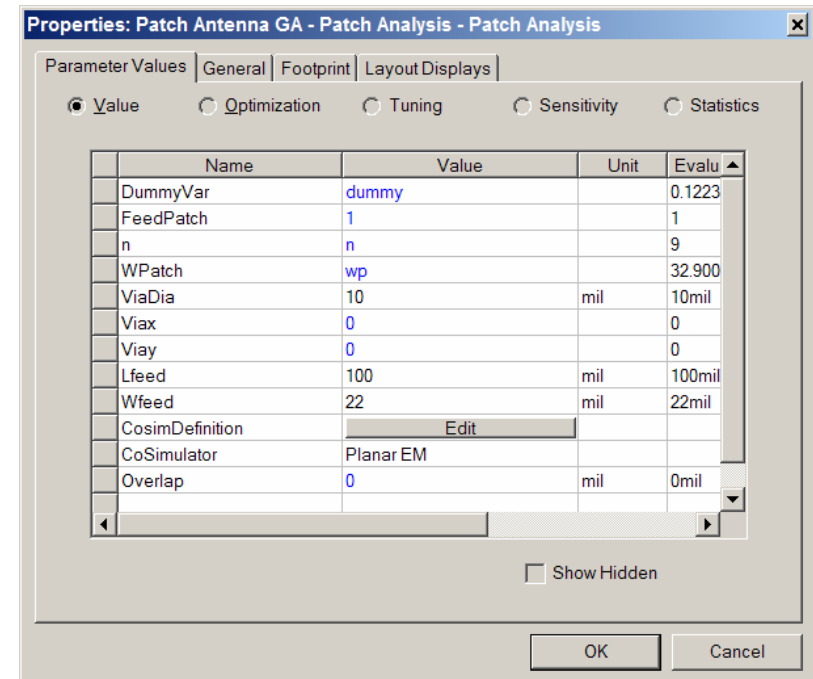 Properties: Patch Antenna GA - Patch Analysis - Patch Analysis
Parameter Values General Footprint Layout Displays
Value Optimization Tuning Sensitivity Statistics
Name Value Unit Evalu
DummyVar dummy 0.1223
FeedPatch 1 1
n n 9
WPatch wp 32.900
ViaDia 10 mil 10mil
Viax 0 0
Viay 0 0
Lfeed 100 mil 100mil
Wfeed 22 mil 22mil
CosimDefinition Edit
CoSimulator Planar EM
Overlap 0 mil 0mil
Show Hidden
OK Cancel